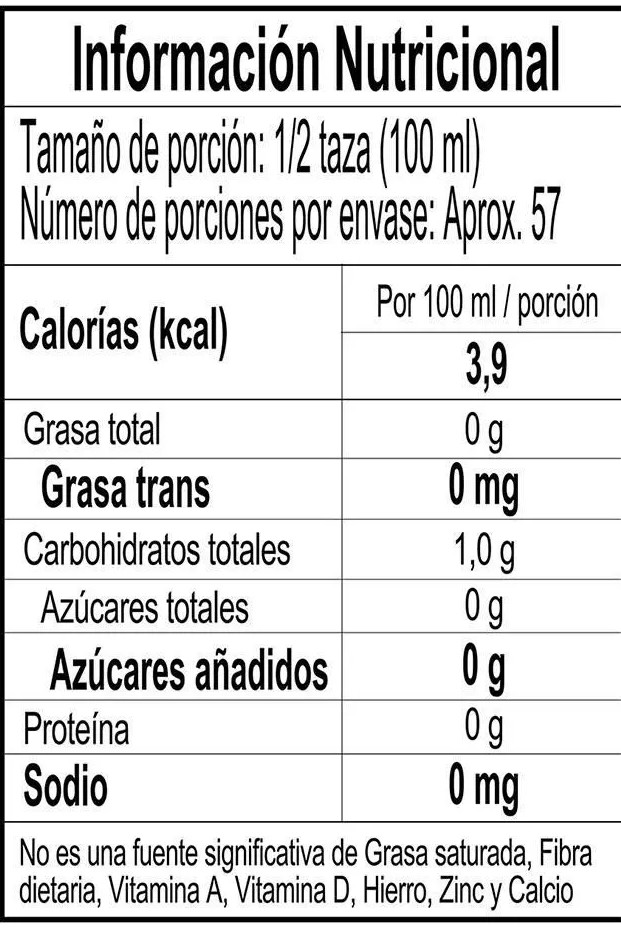 Información Nutricional
Tamaño de porción: 1/2 taza (100 ml)
Número de porciones por envase: Aprox. 57
Calorías (kcal)
Por 100 ml / porción
3,9
Grasa total 0 g
Grasa trans 0 mg
Carbohidratos totales 1,0 g
Azúcares totales 0 g
Azúcares añadidos 0 g
Proteína 0 g
Sodio 0 mg
No es una fuente significativa de Grasa saturada, Fibra
dietaria, Vitamina A, Vitamina D, Hierro, Zinc y Calcio